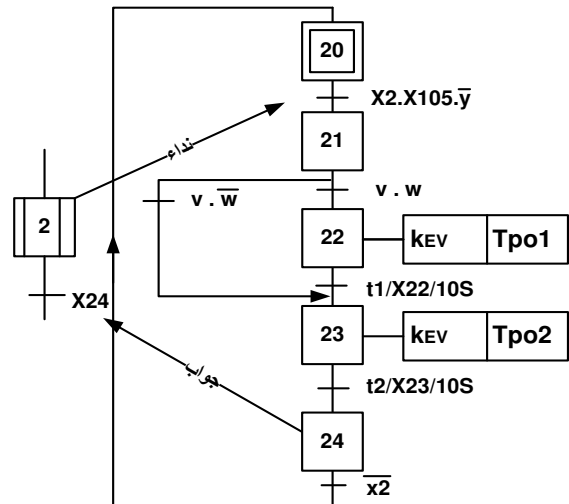 20
X2.X105.y̅
نداء
21
v . w̅
v . w
2
22
kEV
Tpo1
X24
t1/X22/10S
23
kEV
Tpo2
جواب
t2/X23/10S
24
x̅2̅